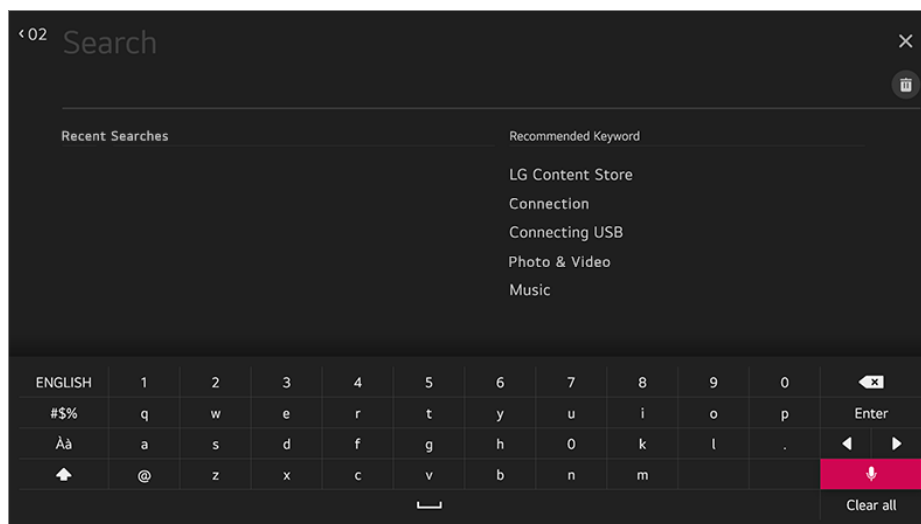 02
Search
Recent Searches
Recommended Keyword
LG Content Store
Connection
Connecting USB
Photo & Video
Music
ENGLISH 1 2 3 4 5 6 7 8 9 0
#$% q w e r t y u i o p Enter
Àà a s d f g h 0 k l .
@ z x c v b n m
Clear all